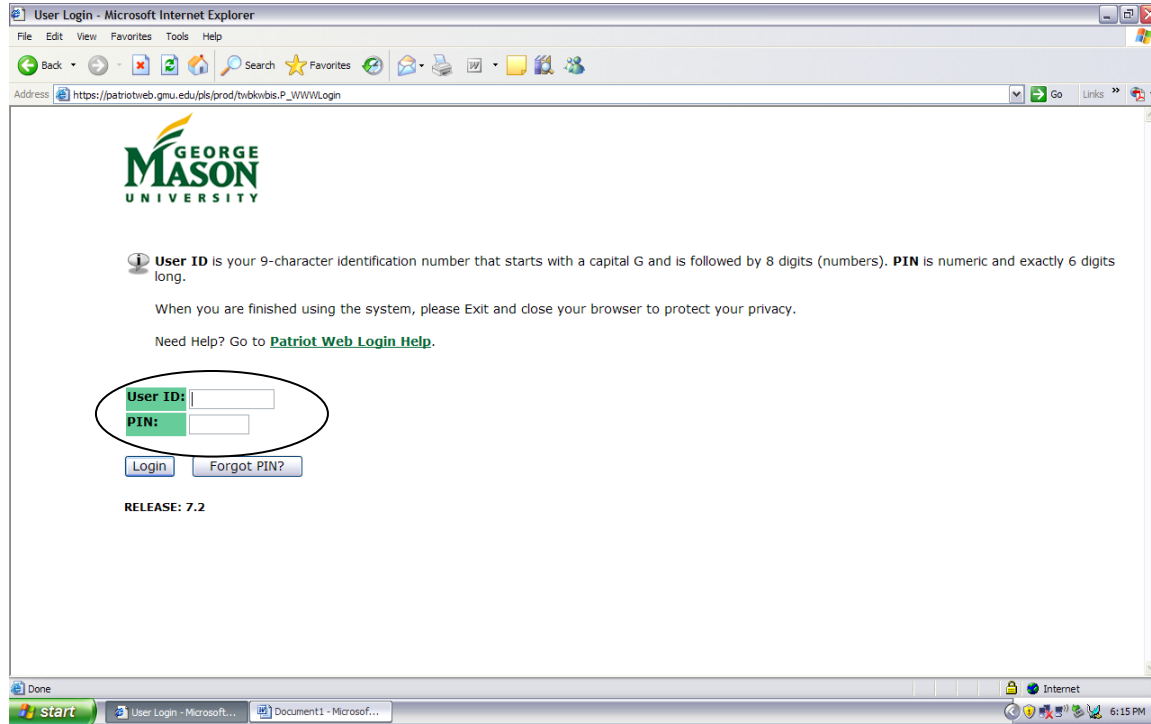 User Login - Microsoft Internet Explorer
File Edit View Favorites Tools Help
Back Search Favorites W
Address https://patriotweb.gmu.edu/pls/prod/twbkwbis.P_WWWLogin Go Links »
GEORGE
MASON
UNIVERSITY
User ID is your 9-character identification number that starts with a capital G and is followed by 8 digits (numbers). PIN is numeric and exactly 6 digits
long.
When you are finished using the system, please Exit and close your browser to protect your privacy.
Need Help? Go to Patriot Web Login Help.
User ID:
PIN:
Login Forgot PIN?
RELEASE: 7.2
Done Internet
start User Login - Microsoft... Document1 - Microsof... 6:15 PM